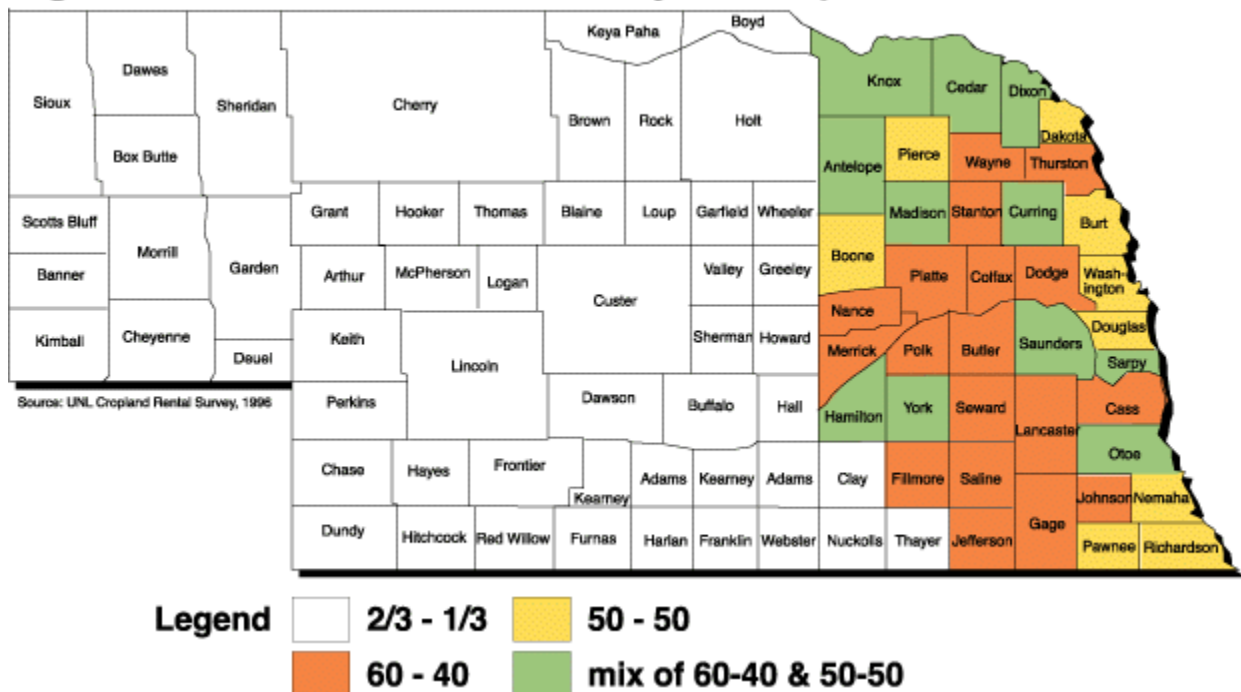 Keya Paha
Boyd
Dawes
Sioux
Sheridan
Cherry
Brown
Rock
Holt
Knox
Cedar
Dixon
Dakota
Box Butte
Antelope
Pierce
Wayne
Thurston
Scotts Bluff
Grant
Hooker
Thomas
Blaine
Loup
Garfield
Wheeler
Madison
Stanton
Curring
Burt
Morrill
Banner
Garden
Arthur
McPherson
Logan
Custer
Valley
Greeley
Boone
Platte
Colfax
Dodge
Wash-
ington
Kimball
Cheyenne
Deuel
Keith
Lincoln
Sherman
Howard
Nance
Merrick
Polk
Butler
Saunders
Douglas
Sarpy
Source: UNL Cropland Rental Survey, 1996
Perkins
Dawson
Buffalo
Hall
Hamilton
York
Seward
Lancaster
Cass
Otoe
Chase
Hayes
Frontier
Kearney
Adams
Kearney
Adams
Clay
Fillmore
Saline
Gage
Johnson
Nemaha
Dundy
Hitchcock
Red Willow
Furnas
Harlan
Franklin
Webster
Nuckolls
Thayer
Jefferson
Pawnee
Richardson
Legend
2/3 - 1/3
50 - 50
60 - 40
mix of 60-40 & 50-50